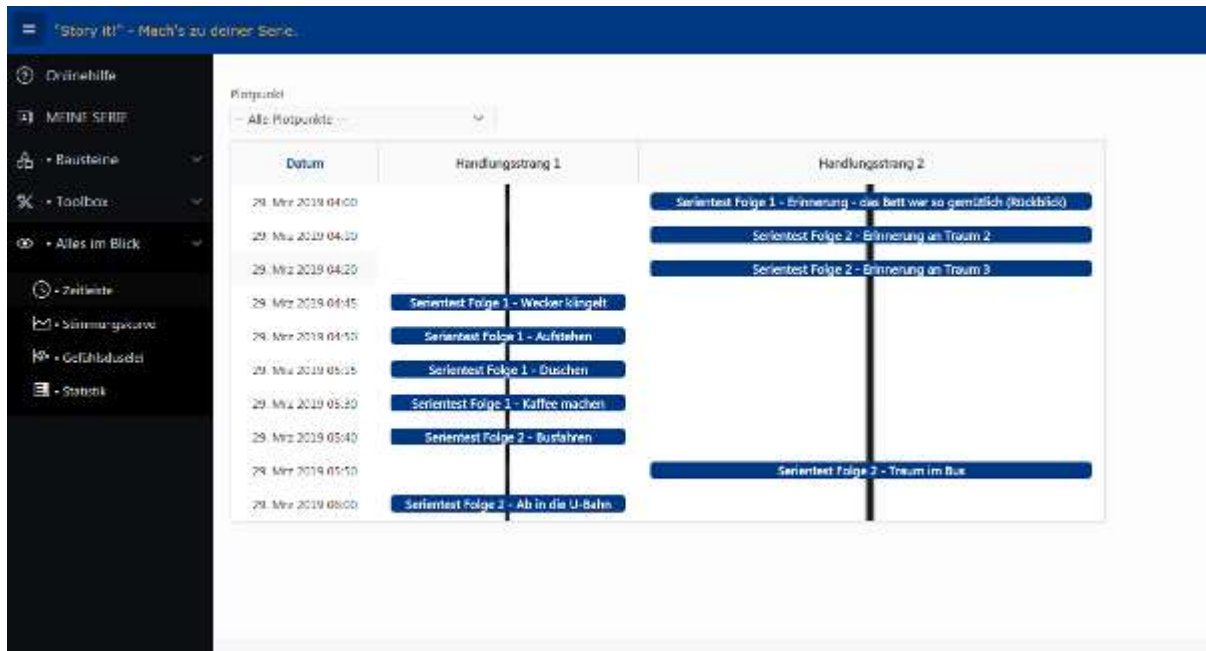 "Story it!" - Mach's zu deiner Serie.
Onlinehilfe
MEINE SERIE
• Bausteine
• Toolbox
• Alles im Blick
• Zeitleiste
• Stimmungskurve
• Gefühlsduselei
• Statistik
Plotpunkt
-- Alle Plotpunkte --
Datum Handlungsstrang 1 Handlungsstrang 2
29. Mrz 2019 04:00 Serientest Folge 1 - Erinnerung - das Bett war so gemütlich (Rückblick)
29. Mrz 2019 Serientest Folge 2 - Erinnerung an Traum 2
29. Mrz 2019 04:20 Serientest Folge 2 - Erinnerung an Traum 3
29. Mrz 2019 04:45 Serientest Folge 1 - Wecker klingelt
29. Mrz 2019 04:50 Serientest Folge 1 - Aufstehen
29. Mrz 2019 Serientest Folge 1 - Duschen
29. Mrz 2019 05:30 Serientest Folge 1 - Kaffee machen
29. Mrz 2019 05:40 Serientest Folge 2 - Busfahren
29. Mrz 2019 05:50 Serientest Folge 2 - Traum im Bus
29. Mrz 2019 06:00 Serientest Folge 2 - Ab in die U-Bahn